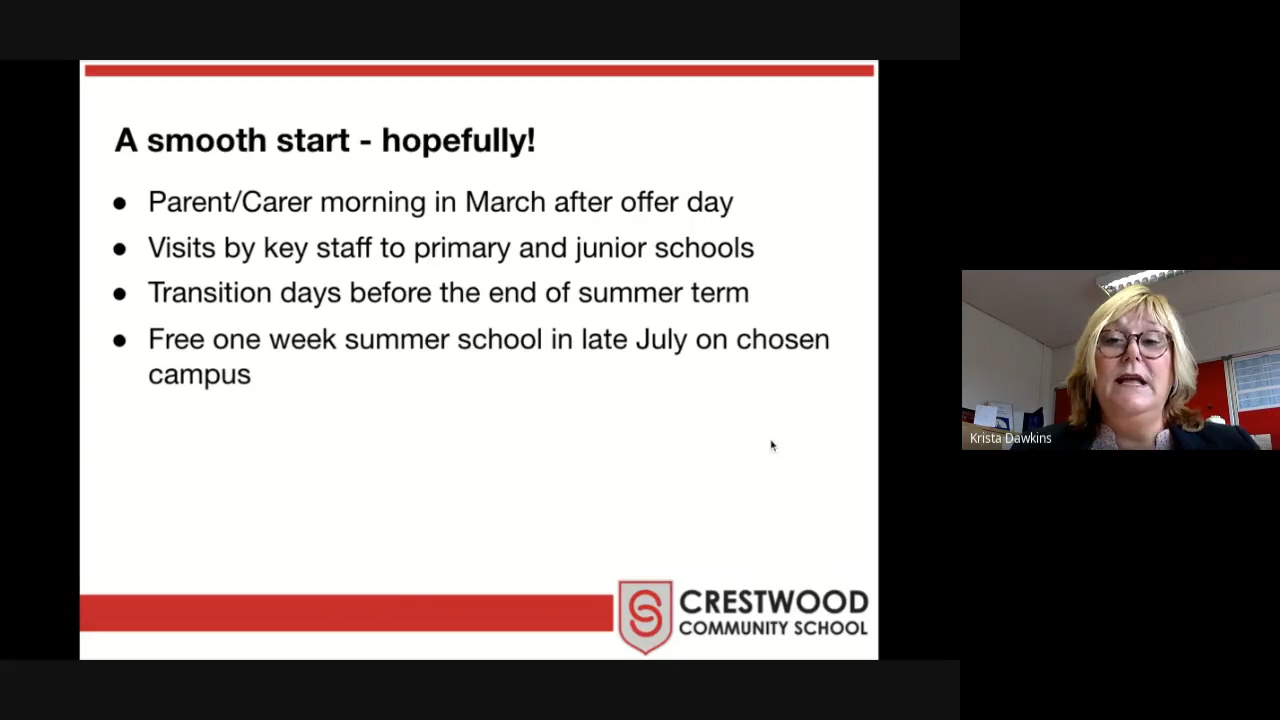 A smooth start - hopefully!
● Parent/Carer morning in March after offer day
● Visits by key staff to primary and junior schools
● Transition days before the end of summer term
● Free one week summer school in late July on chosen
campus
CRESTWOOD
COMMUNITY SCHOOL
Krista Dawkins